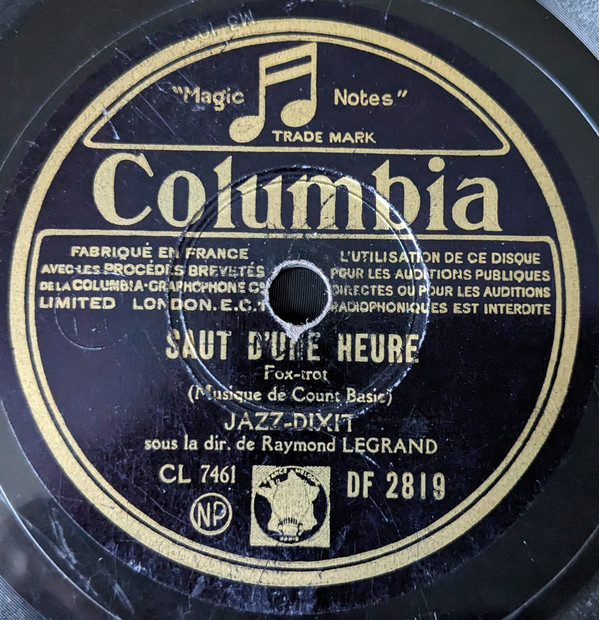 "Magic Notes"
TRADE MARK
Columbia
FABRIQUÉ EN FRANCE
AVEC LES PROCÉDÉS BREVETÉS
DE LA COLUMBIA-GRAPHOPHONE Cº
LIMITED LONDON.E.C.1
L'UTILISATION DE CE DISQUE
POUR LES AUDITIONS PUBLIQUES
DIRECTES OU POUR LES AUDITIONS
RADIOPHONIQUES EST INTERDITE
SAUT D'UNE HEURE
Fox-trot
(Musique de Count Basie)
JAZZ-DIXIT
sous la dir. de Raymond LEGRAND
CL 7461
DF 2819
NP